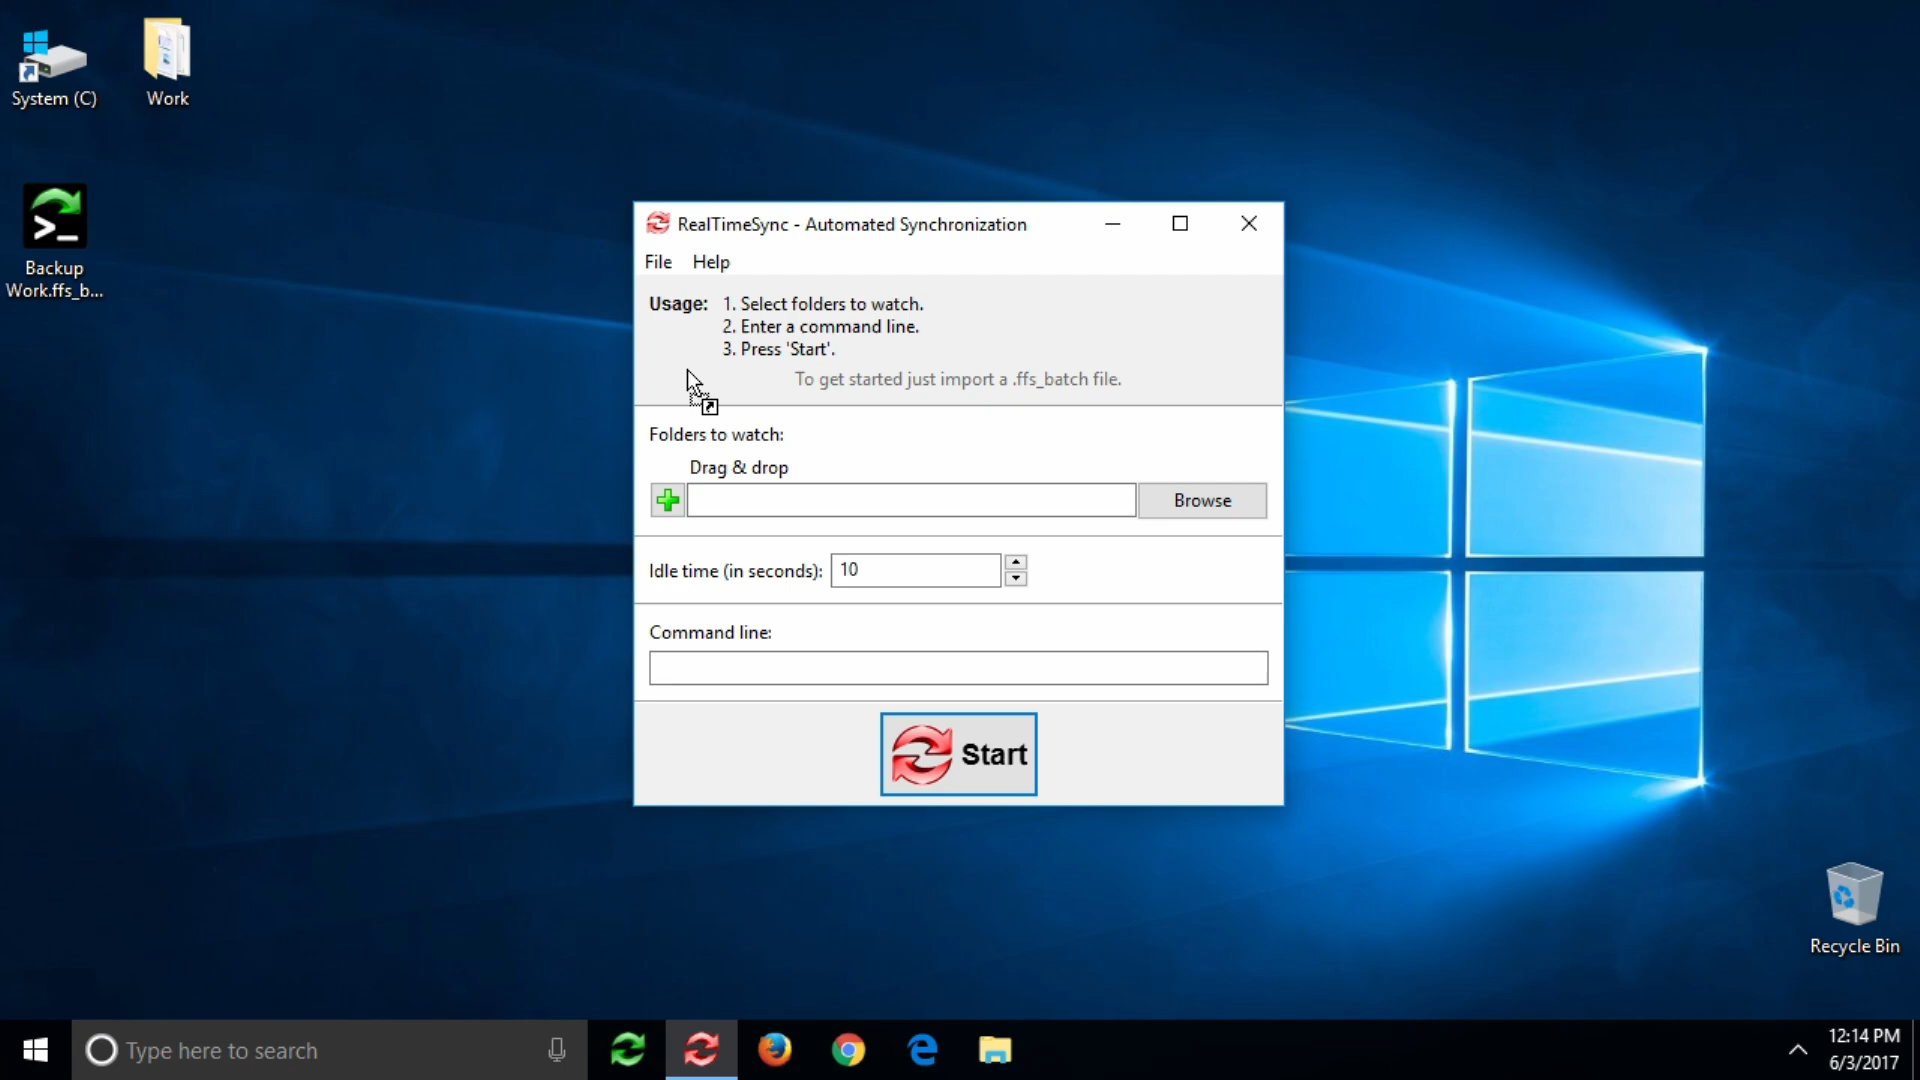 System (C)
Work
Backup
Work.ffs_b...
RealTimeSync - Automated Synchronization
File
Help
Usage:
1. Select folders to watch.
2. Enter a command line.
3. Press 'Start'.
To get started just import a .ffs_batch file.
Folders to watch:
Drag & drop
Browse
Idle time (in seconds):
10
Command line:
Start
Recycle Bin
Type here to search
12:14 PM
6/3/2017